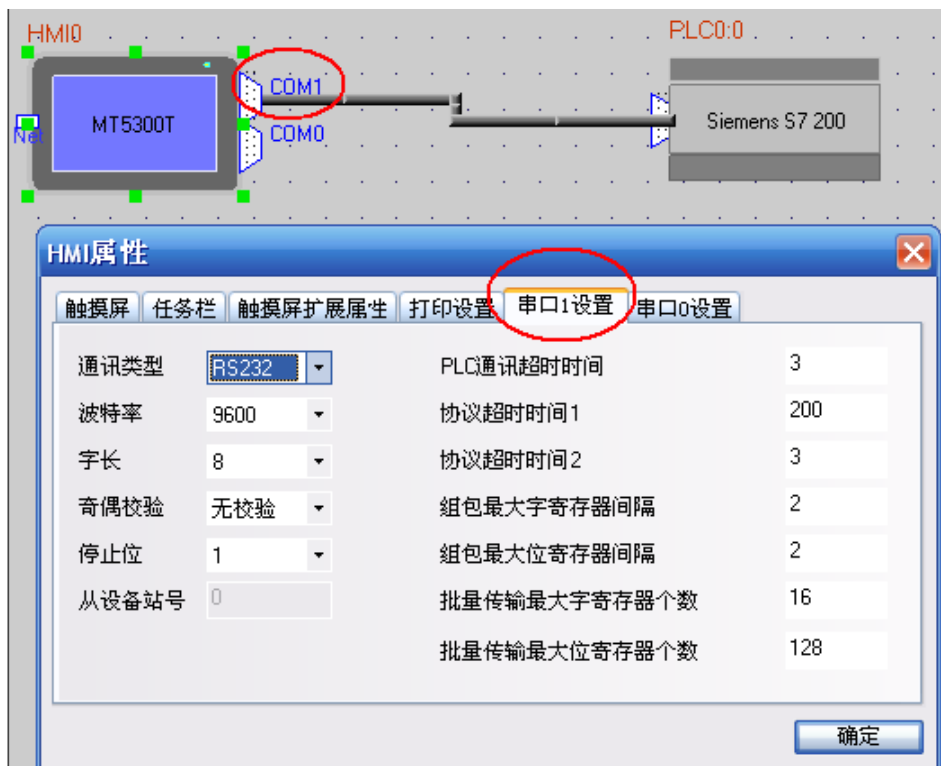 HMI0
PLC0:0
COM1
MT5300T
Siemens S7 200
Net
COM0
HMI属性
触摸屏 任务栏 触摸屏扩展属性 打印设置 串口1设置 串口0设置
通讯类型 RS232 PLC通讯超时时间 3
波特率 9600 协议超时时间1 200
字长 8 协议超时时间2 3
奇偶校验 无校验 组包最大字寄存器间隔 2
停止位 1 组包最大位寄存器间隔 2
从设备站号 0 批量传输最大字寄存器个数 16
批量传输最大位寄存器个数 128
确定